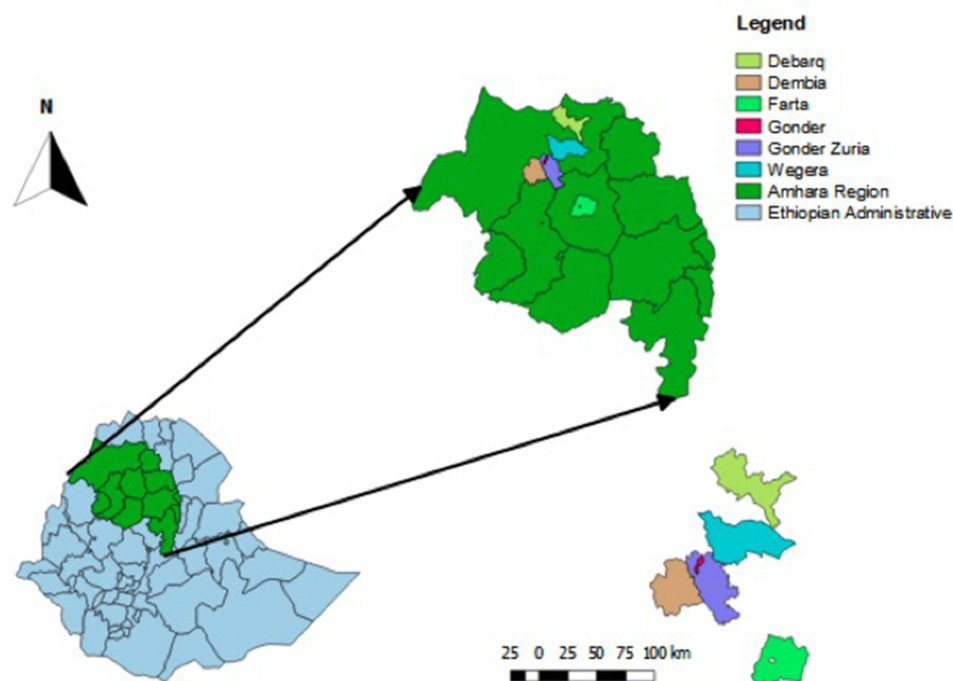 Legend
Debarq
Dembia
Farta
Gonder
Gonder Zuria
Wegera
Amhara Region
Ethiopian Administrative
N
25 0 25 50 75 100 km